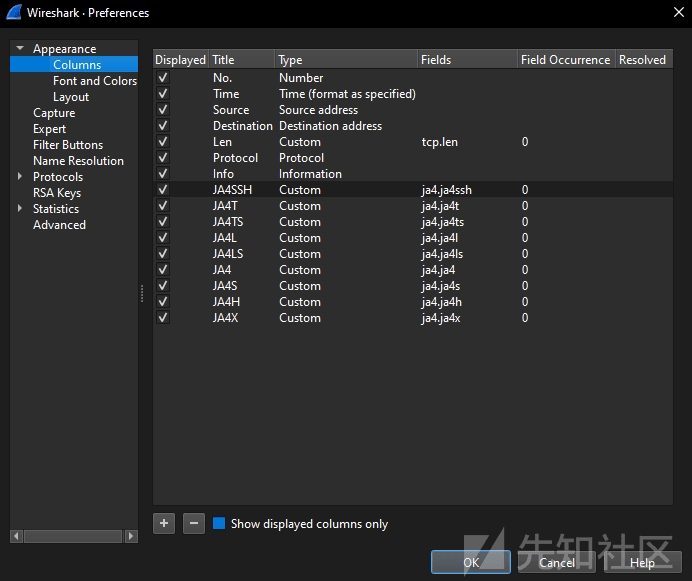 Wireshark · Preferences
Appearance
Columns
Font and Colors
Layout
Capture
Expert
Filter Buttons
Name Resolution
Protocols
RSA Keys
Statistics
Advanced
Displayed Title Type Fields Field Occurrence Resolved
No. Number
Time Time (format as specified)
Source Source address
Destination Destination address
Len Custom tcp.len 0
Protocol Protocol
Info Information
JA4SSH Custom ja4.ja4ssh 0
JA4T Custom ja4.ja4t 0
JA4TS Custom ja4.ja4ts 0
JA4L Custom ja4.ja4l 0
JA4LS Custom ja4.ja4ls 0
JA4 Custom ja4.ja4 0
JA4S Custom ja4.ja4s 0
JA4H Custom ja4.ja4h 0
JA4X Custom ja4.ja4x 0
Show displayed columns only
先知社区
OK Cancel Help